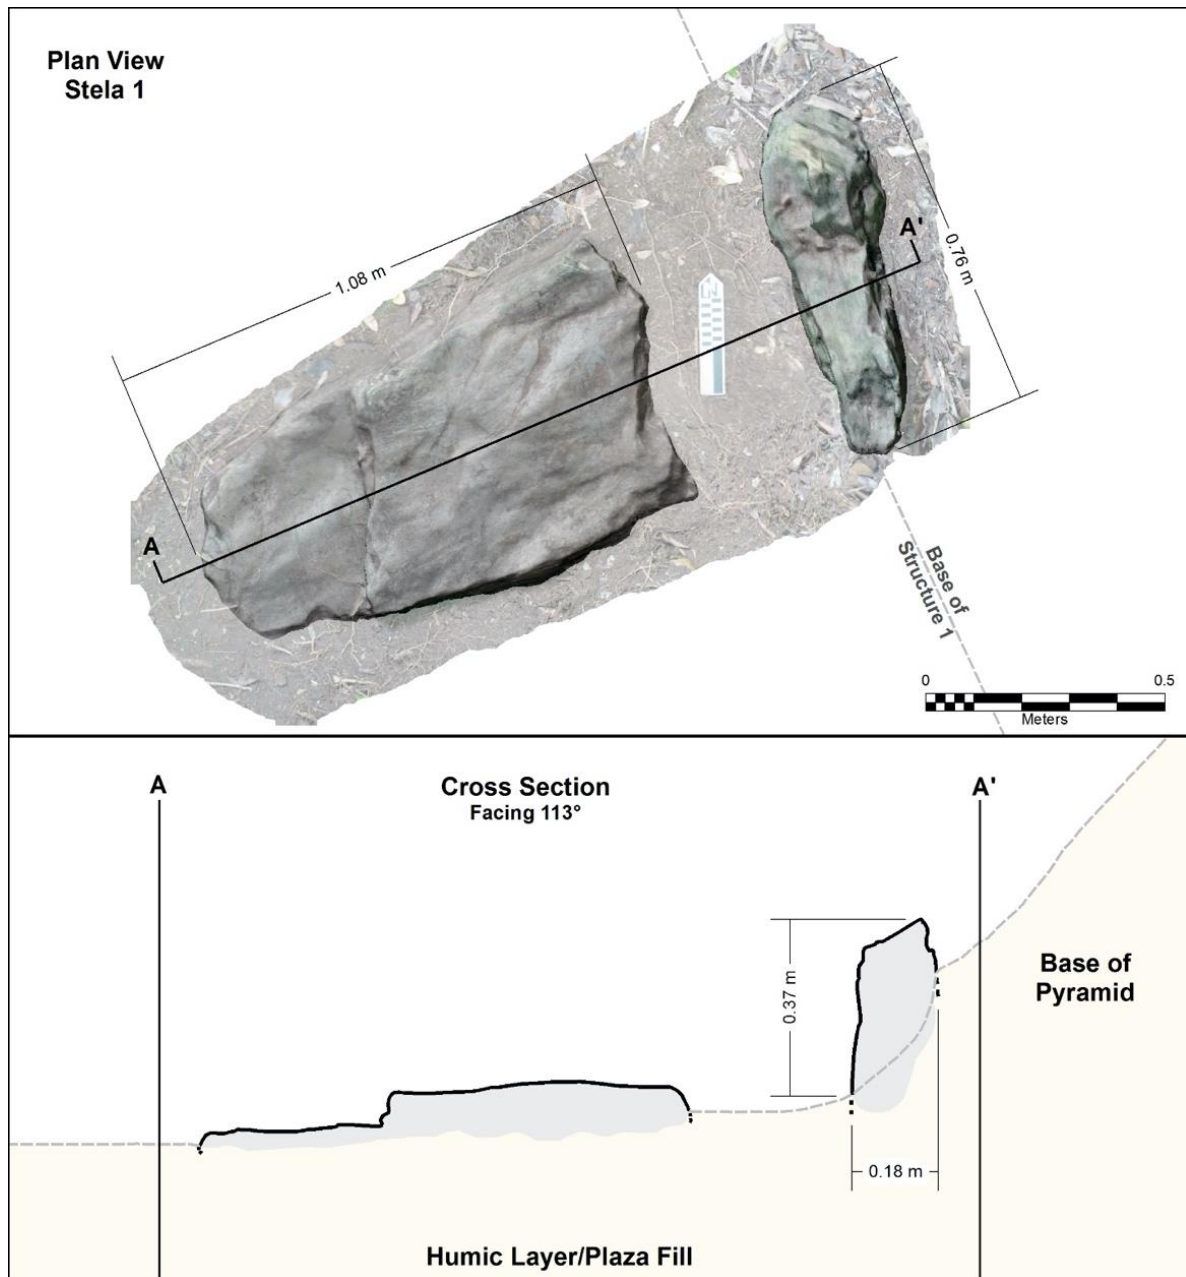 Plan View
Stela 1
1.08 m
A'
0.76 m
A
Base of
Structure 1
0
0.5
Meters
A
Cross Section
Facing 113°
A'
0.37 m
Base of
Pyramid
0.18 m
Humic Layer/Plaza Fill